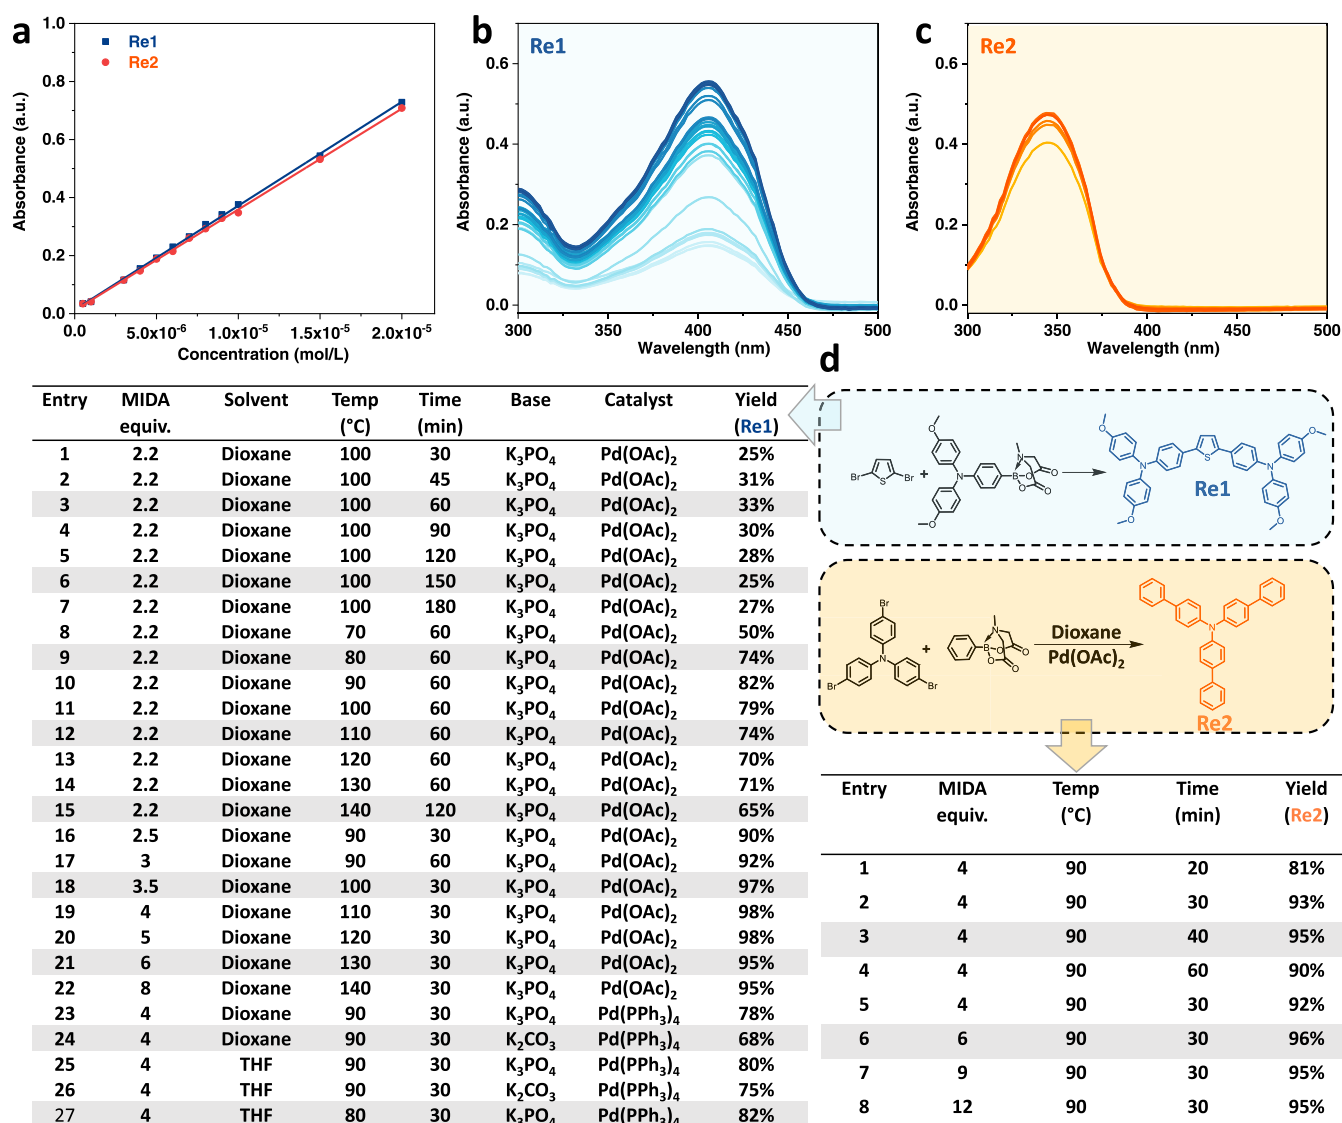 a
1.0
0.8
0.6
0.4
0.2
0.0
Absorbance (a.u.)
Re1
Re2
0.0
5.0x10⁻⁶
1.0x10⁻⁵
1.5x10⁻⁵
2.0x10⁻⁵
Concentration (mol/L)
b
Re1
0.6
0.4
0.2
0.0
Absorbance (a.u.)
300 350 400 450 500
Wavelength (nm)
c
Re2
0.6
0.4
0.2
0.0
Absorbance (a.u.)
300 350 400 450 500
Wavelength (nm)
Entry MIDA equiv. Solvent Temp (°C) Time (min) Base Catalyst Yield (Re1)
1 2.2 Dioxane 100 30 K₃PO₄ Pd(OAc)₂ 25%
2 2.2 Dioxane 100 45 K₃PO₄ Pd(OAc)₂ 31%
3 2.2 Dioxane 100 60 K₃PO₄ Pd(OAc)₂ 33%
4 2.2 Dioxane 100 90 K₃PO₄ Pd(OAc)₂ 30%
5 2.2 Dioxane 100 120 K₃PO₄ Pd(OAc)₂ 28%
6 2.2 Dioxane 100 150 K₃PO₄ Pd(OAc)₂ 25%
7 2.2 Dioxane 100 180 K₃PO₄ Pd(OAc)₂ 27%
8 2.2 Dioxane 70 60 K₃PO₄ Pd(OAc)₂ 50%
9 2.2 Dioxane 80 60 K₃PO₄ Pd(OAc)₂ 74%
10 2.2 Dioxane 90 60 K₃PO₄ Pd(OAc)₂ 82%
11 2.2 Dioxane 100 60 K₃PO₄ Pd(OAc)₂ 79%
12 2.2 Dioxane 110 60 K₃PO₄ Pd(OAc)₂ 74%
13 2.2 Dioxane 120 60 K₃PO₄ Pd(OAc)₂ 70%
14 2.2 Dioxane 130 60 K₃PO₄ Pd(OAc)₂ 71%
15 2.2 Dioxane 140 120 K₃PO₄ Pd(OAc)₂ 65%
16 2.5 Dioxane 90 30 K₃PO₄ Pd(OAc)₂ 90%
17 3 Dioxane 90 60 K₃PO₄ Pd(OAc)₂ 92%
18 3.5 Dioxane 100 30 K₃PO₄ Pd(OAc)₂ 97%
19 4 Dioxane 110 30 K₃PO₄ Pd(OAc)₂ 98%
20 5 Dioxane 120 30 K₃PO₄ Pd(OAc)₂ 98%
21 6 Dioxane 130 30 K₃PO₄ Pd(OAc)₂ 95%
22 8 Dioxane 140 30 K₃PO₄ Pd(OAc)₂ 95%
23 4 Dioxane 90 30 K₃PO₄ Pd(PPh₃)₄ 78%
24 4 Dioxane 90 30 K₂CO₃ Pd(PPh₃)₄ 68%
25 4 THF 90 30 K₃PO₄ Pd(PPh₃)₄ 80%
26 4 THF 90 30 K₂CO₃ Pd(PPh₃)₄ 75%
27 4 THF 80 30 K₃PO₄ Pd(PPh₃)₄ 82%
d
Br S Br + O N O B N O O O O
O N O S N O O
Re1
Br N Br Br + B N O O O O
Dioxane
Pd(OAc)₂
N
Re2
Entry MIDA equiv. Temp (°C) Time (min) Yield (Re2)
1 4 90 20 81%
2 4 90 30 93%
3 4 90 40 95%
4 4 90 60 90%
5 4 90 30 92%
6 6 90 30 96%
7 9 90 30 95%
8 12 90 30 95%